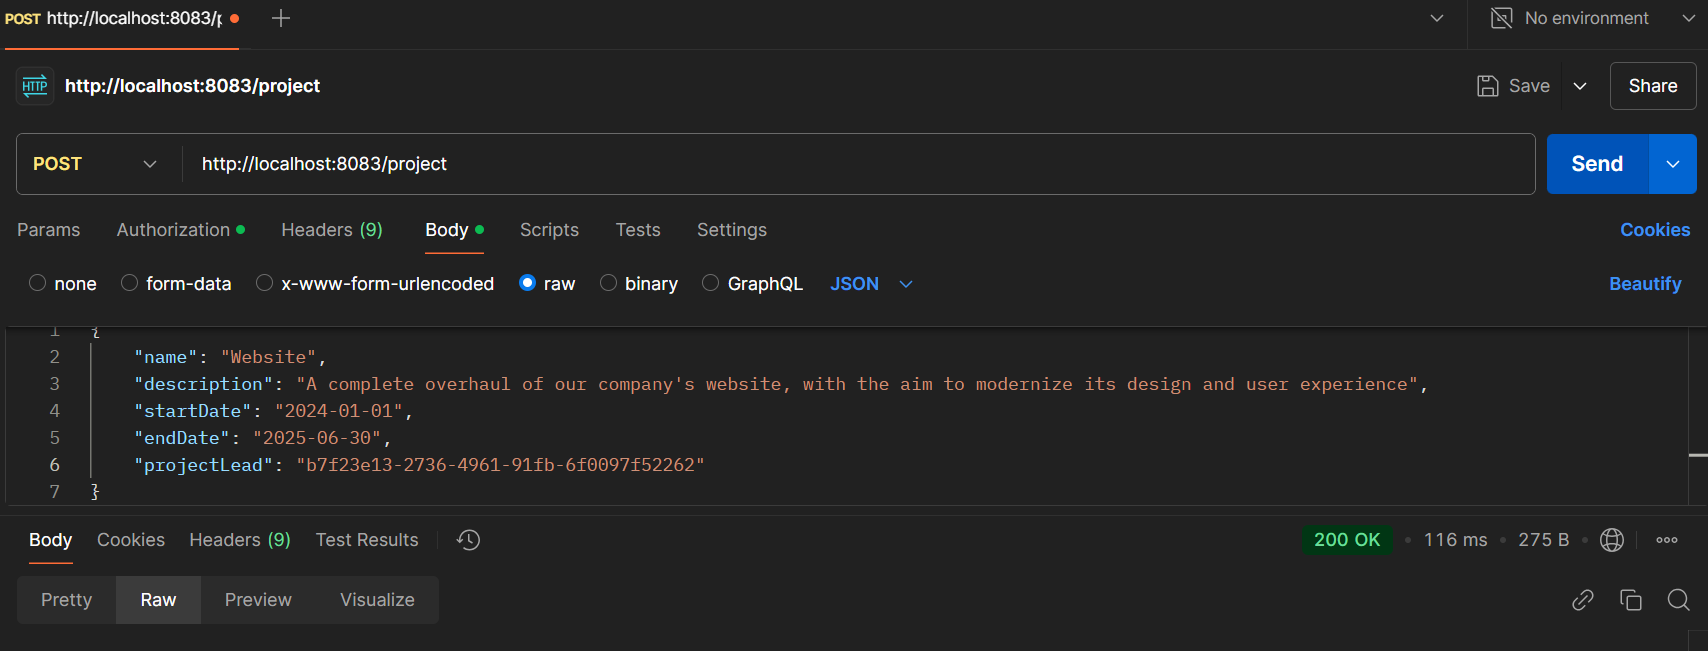 POST http://localhost:8083/p
No environment
HTTP http://localhost:8083/project
Save
Share
POST http://localhost:8083/project
Send
Params Authorization Headers (9) Body Scripts Tests Settings Cookies
none form-data x-www-form-urlencoded raw binary GraphQL JSON Beautify
1 {
2 "name": "Website",
3 "description": "A complete overhaul of our company's website, with the aim to modernize its design and user experience",
4 "startDate": "2024-01-01",
5 "endDate": "2025-06-30",
6 "projectLead": "b7f23e13-2736-4961-91fb-6f0097f52262"
7 }
Body Cookies Headers (9) Test Results 200 OK 116 ms 275 B
Pretty Raw Preview Visualize